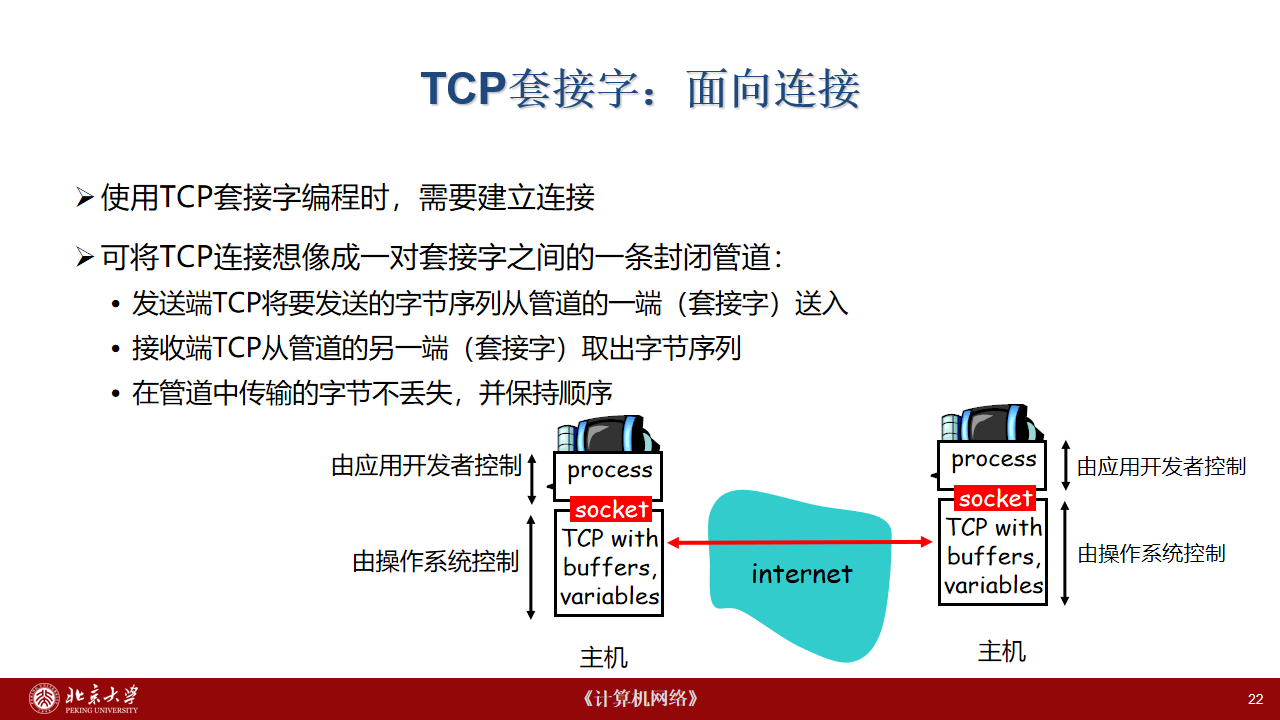 TCP套接字：面向连接
使用TCP套接字编程时，需要建立连接
可将TCP连接想像成一对套接字之间的一条封闭管道：
发送端TCP将要发送的字节序列从管道的一端（套接字）送入
接收端TCP从管道的另一端（套接字）取出字节序列
在管道中传输的字节不丢失，并保持顺序
由应用开发者控制
process
socket
由操作系统控制
TCP with
buffers,
variables
主机
internet
process
socket
TCP with
buffers,
variables
主机
由应用开发者控制
由操作系统控制
北京大学
PEKING UNIVERSITY
《计算机网络》
22